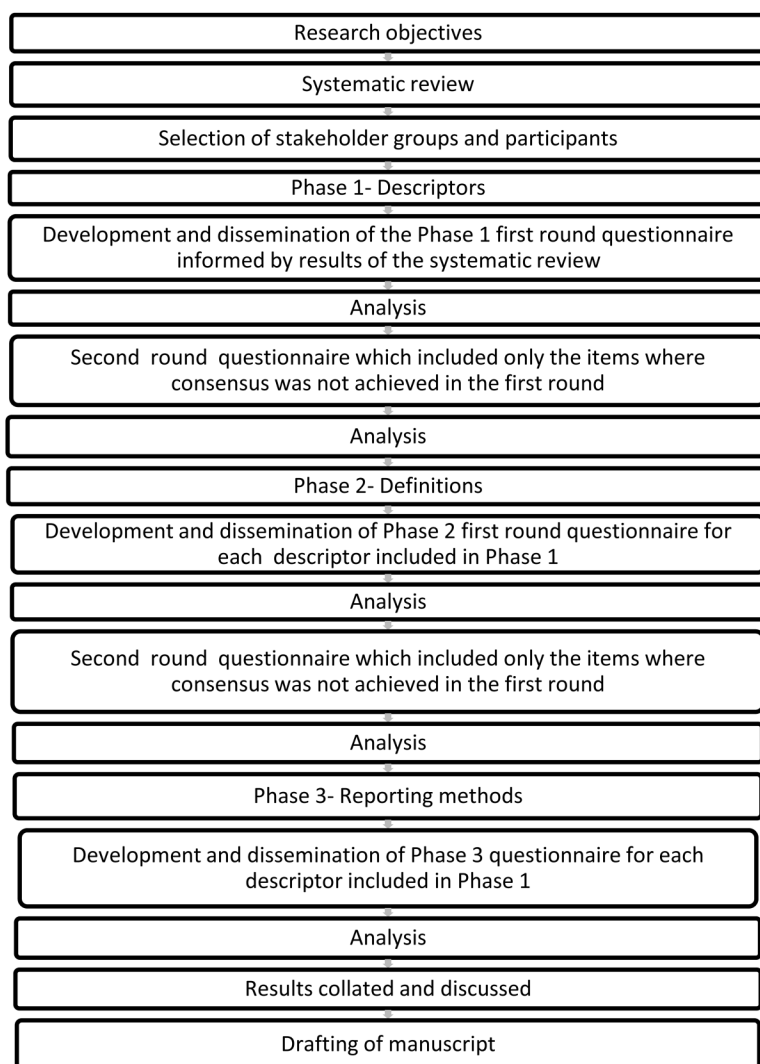 Research objectives
Systematic review
Selection of stakeholder groups and participants
Phase 1- Descriptors
Development and dissemination of the Phase 1 first round questionnaire
informed by results of the systematic review
Analysis
Second round questionnaire which included only the items where
consensus was not achieved in the first round
Analysis
Phase 2- Definitions
Development and dissemination of Phase 2 first round questionnaire for
each descriptor included in Phase 1
Analysis
Second round questionnaire which included only the items where
consensus was not achieved in the first round
Analysis
Phase 3- Reporting methods
Development and dissemination of Phase 3 questionnaire for each
descriptor included in Phase 1
Analysis
Results collated and discussed
Drafting of manuscript